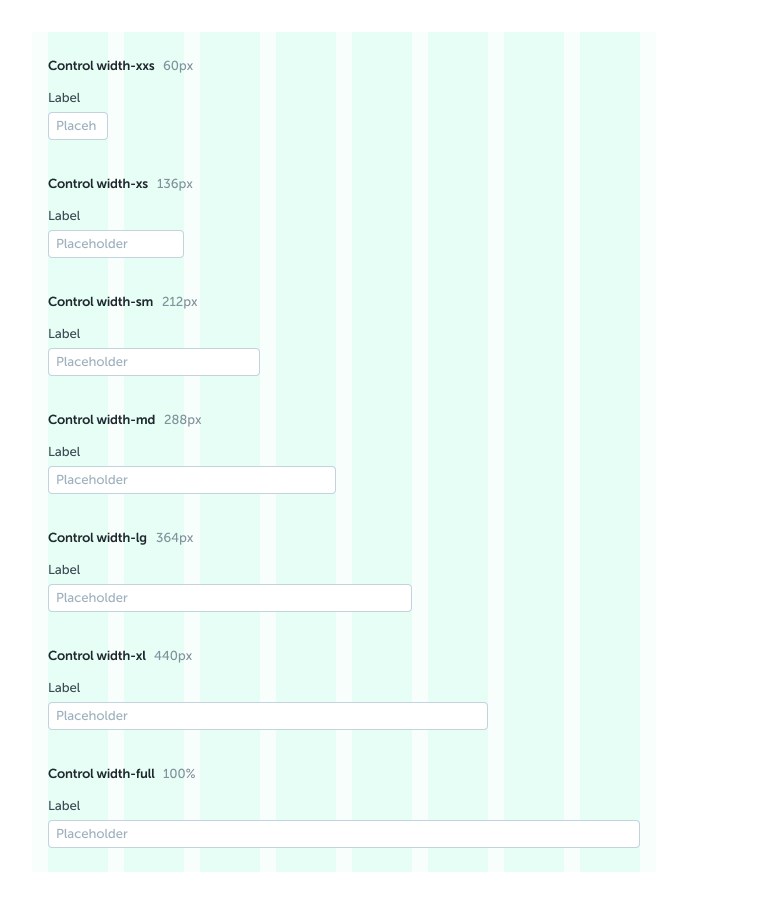 Control width-xxs 60px
Label
Placeh
Control width-xs 136px
Label
Placeholder
Control width-sm 212px
Label
Placeholder
Control width-md 288px
Label
Placeholder
Control width-lg 364px
Label
Placeholder
Control width-xl 440px
Label
Placeholder
Control width-full 100%
Label
Placeholder